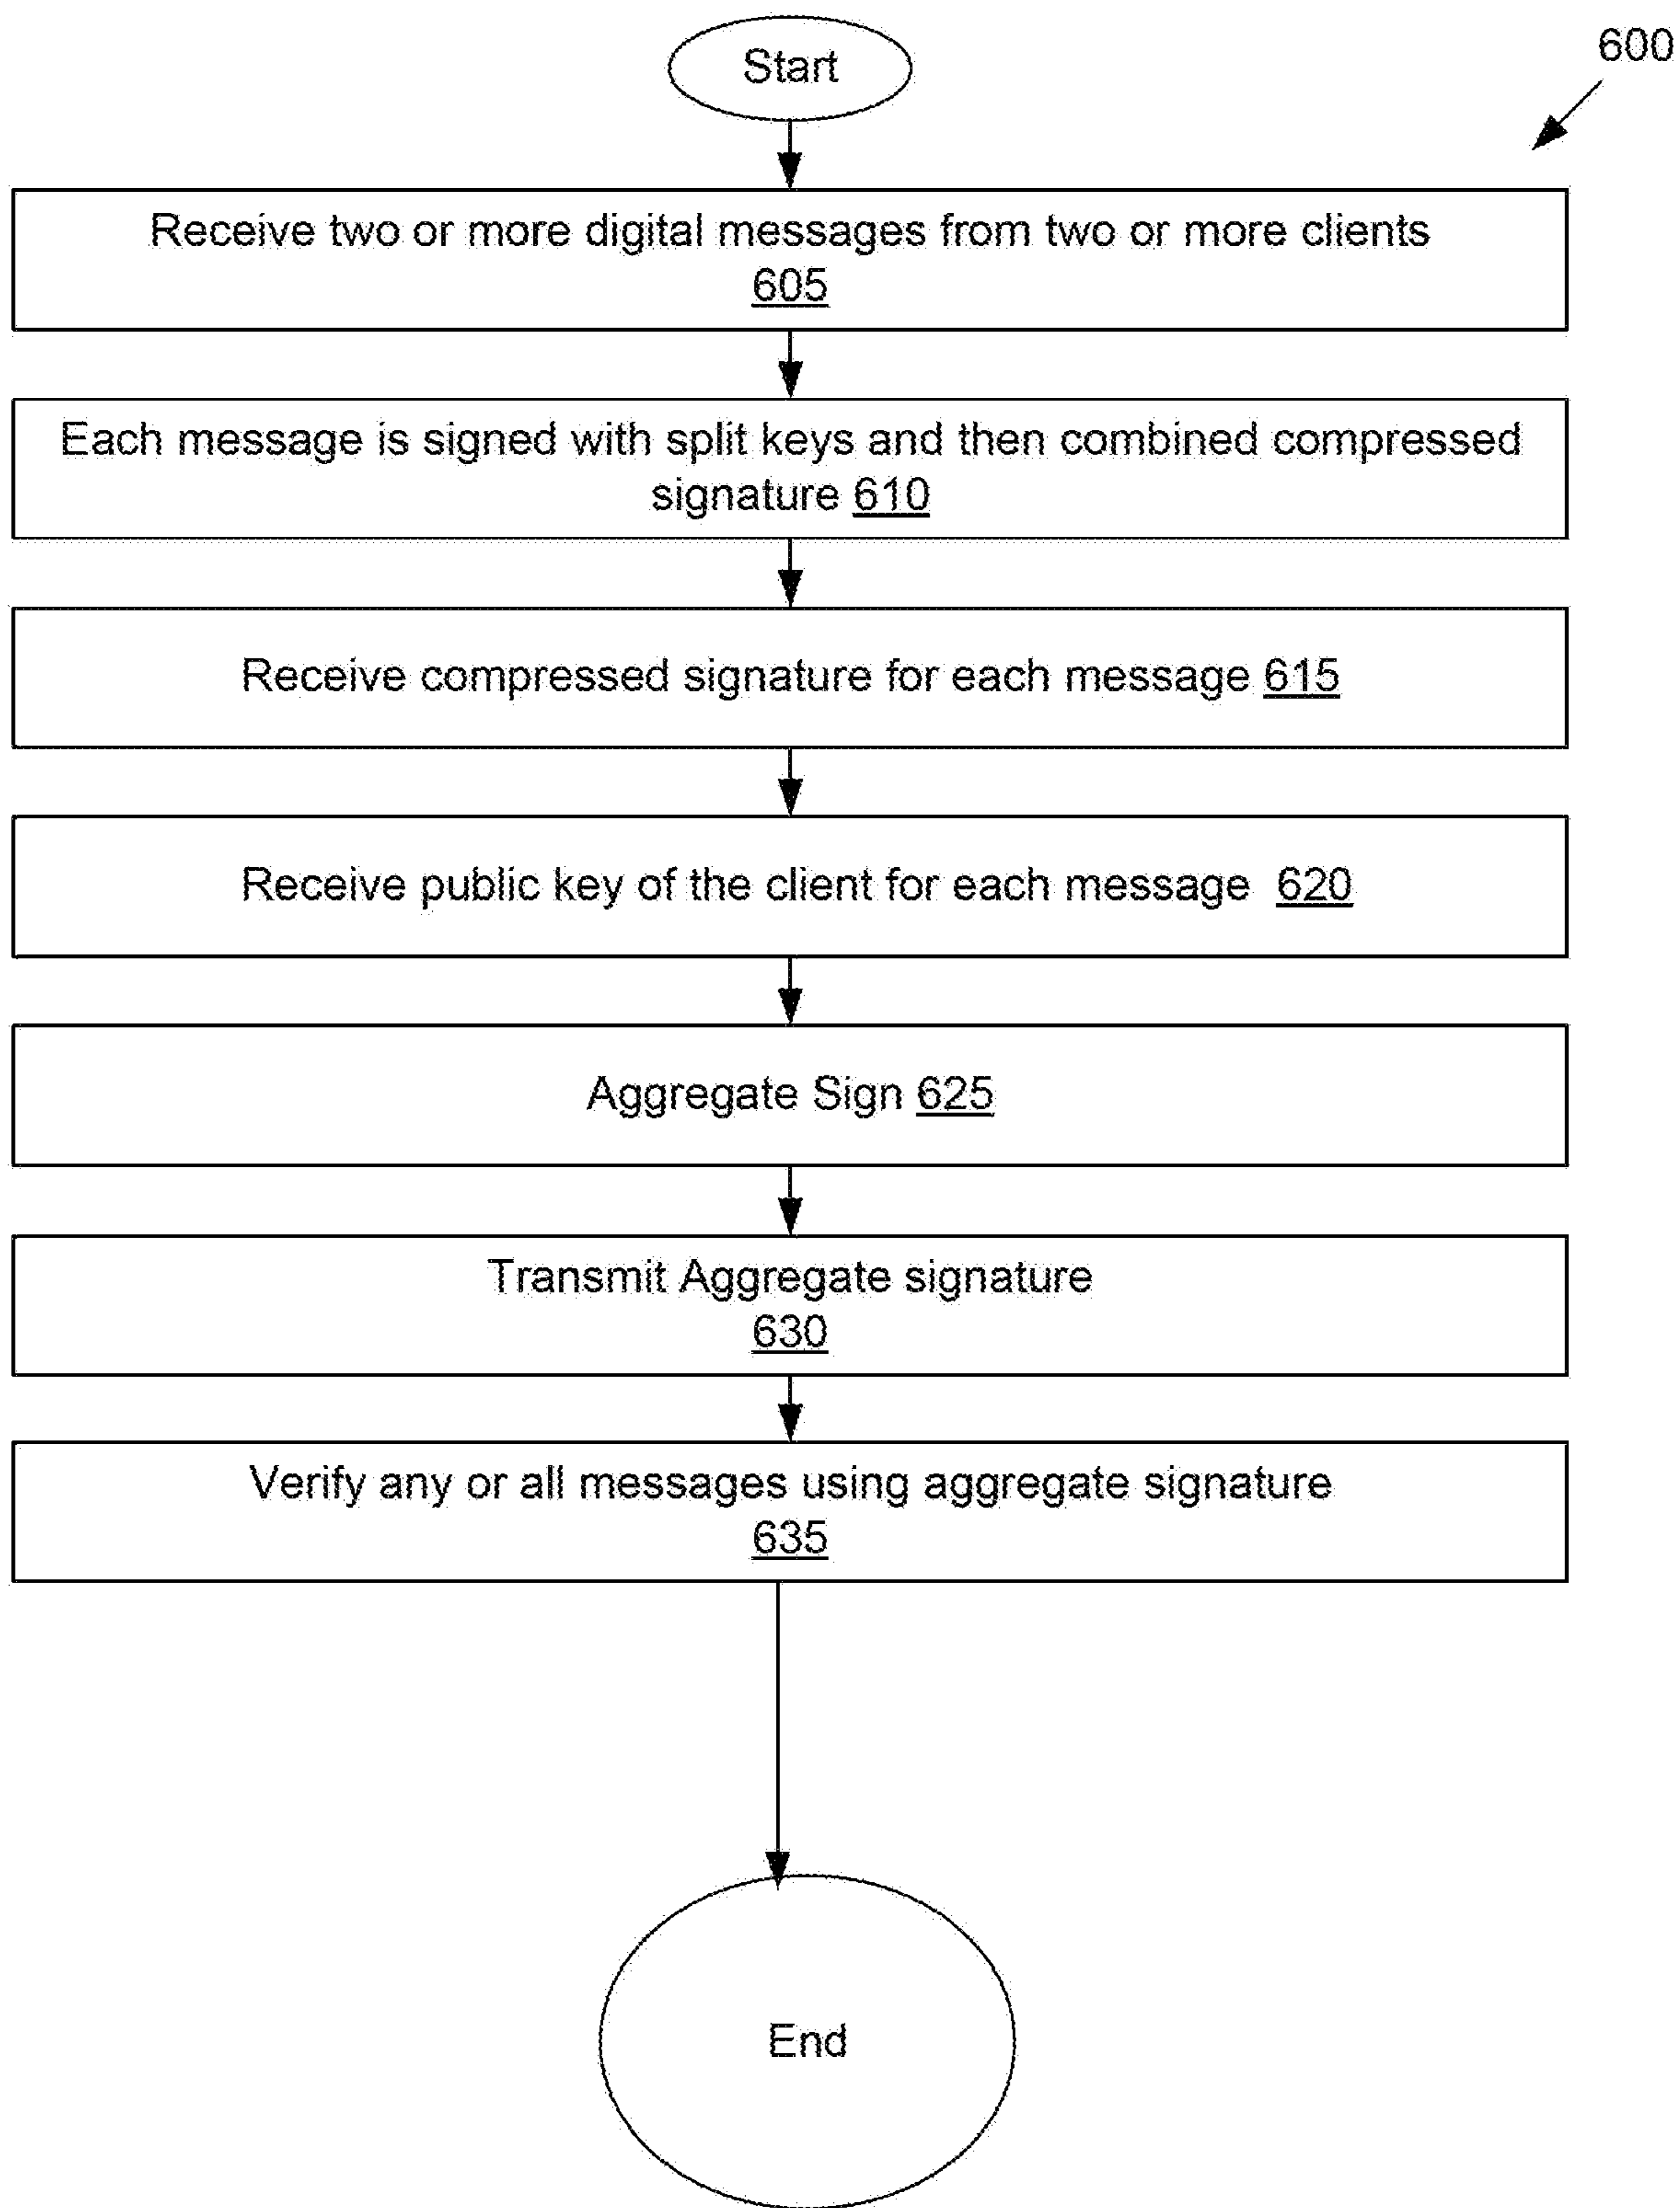 Start
600
Receive two or more digital messages from two or more clients
605
Each message is signed with split keys and then combined compressed
signature 610
Receive compressed signature for each message 615
Receive public key of the client for each message 620
Aggregate Sign 625
Transmit Aggregate signature
630
Verify any or all messages using aggregate signature
635
End